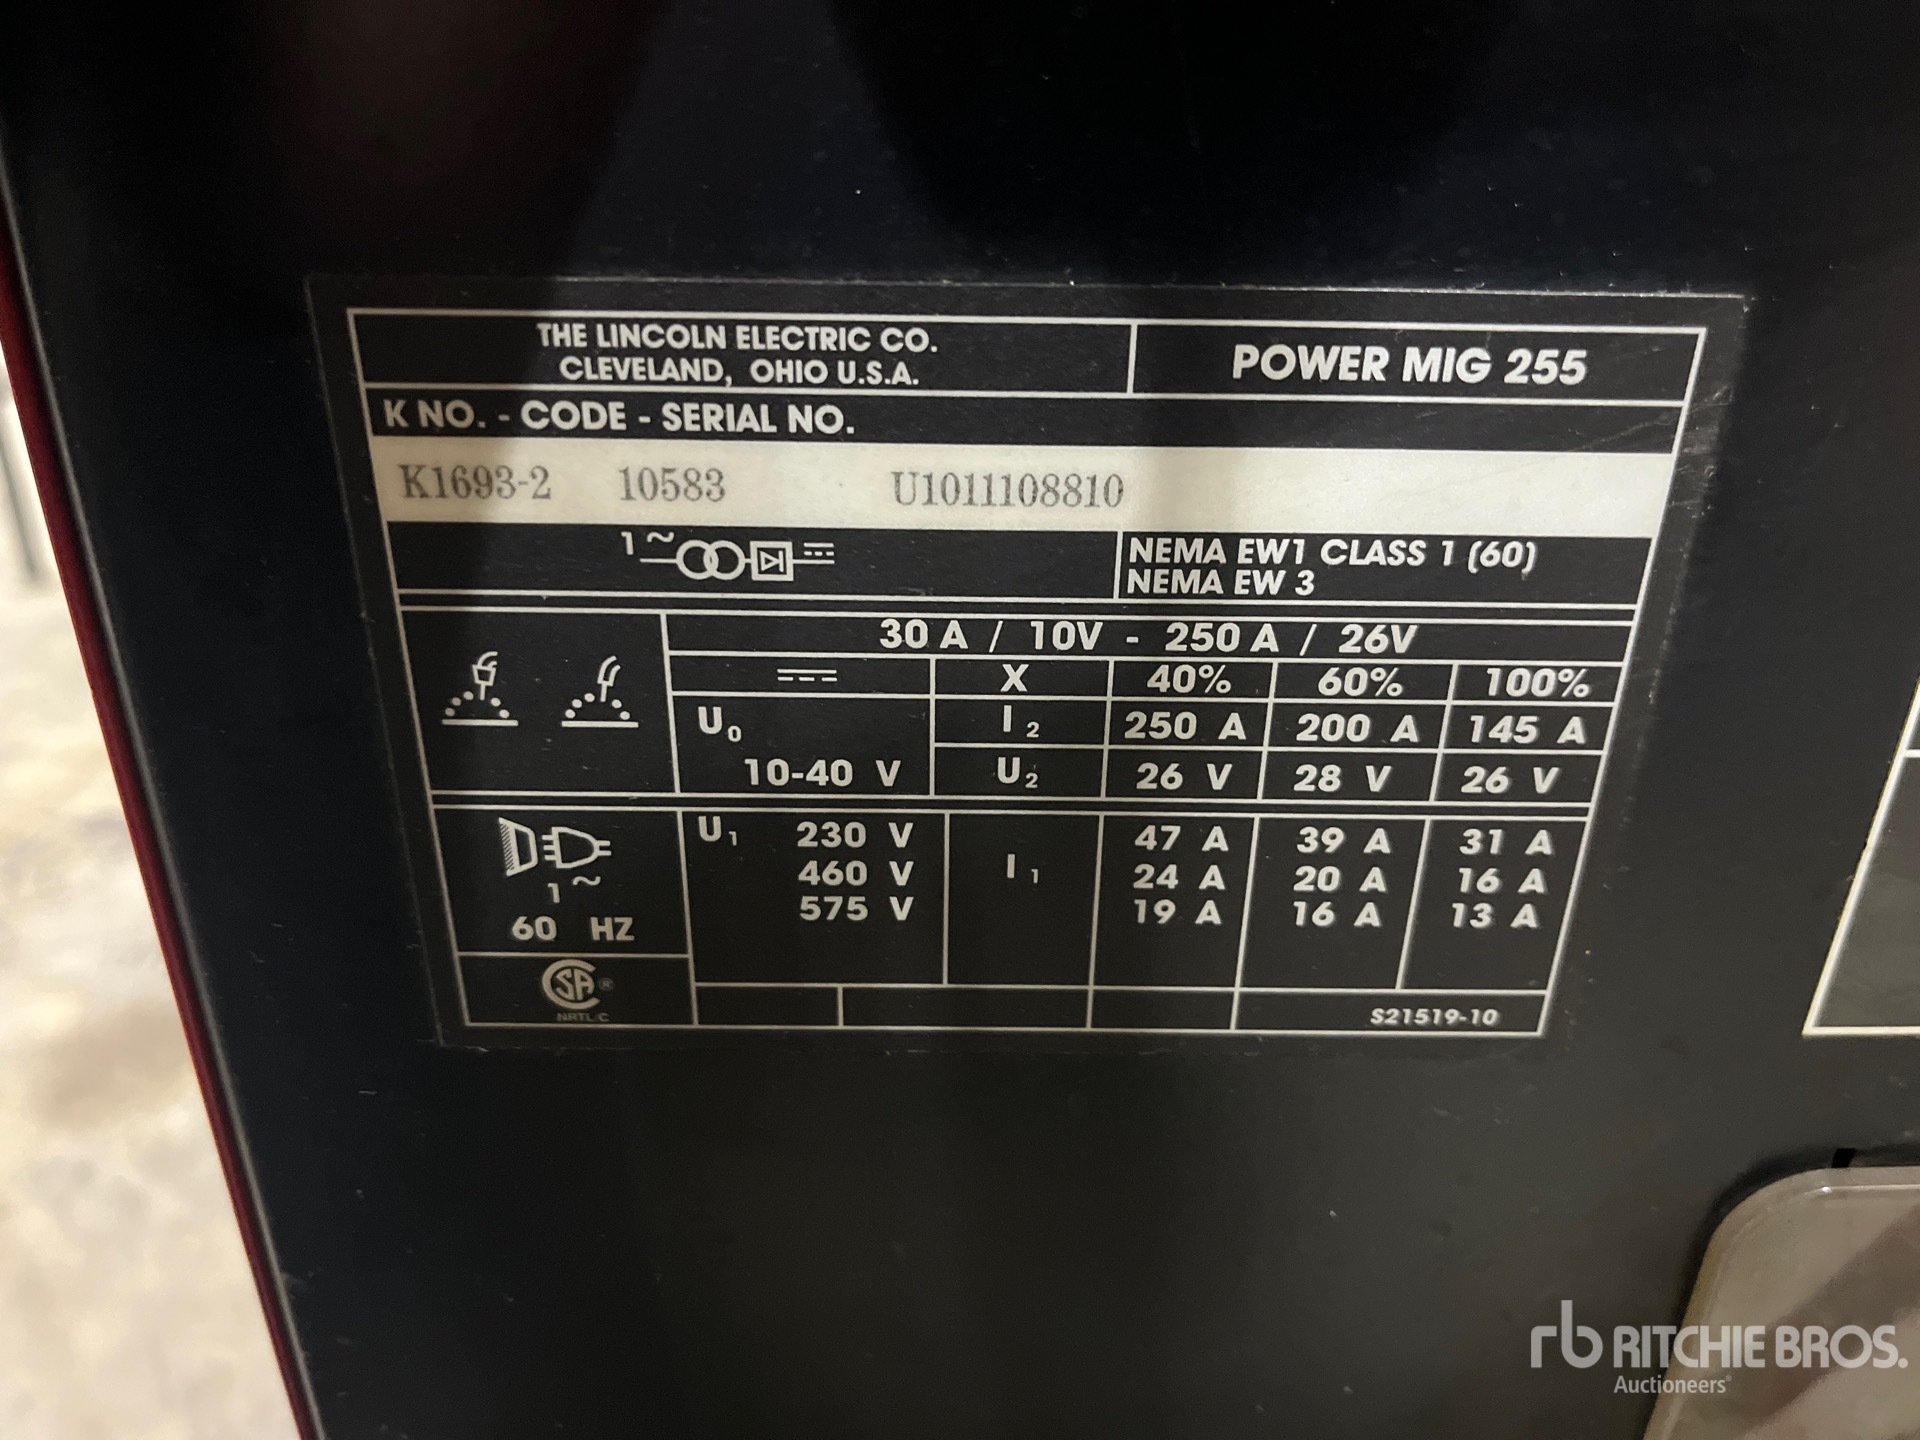 THE LINCOLN ELECTRIC CO.
CLEVELAND, OHIO U.S.A.
POWER MIG 255
K NO. - CODE - SERIAL NO.
K1693-2 10583 U1011108810
1 ~
NEMA EW1 CLASS 1 (60)
NEMA EW 3
30 A / 10V - 250 A / 26V
X 40% 60% 100%
U0 I2 250 A 200 A 145 A
10-40 V U2 26 V 28 V 26 V
U1 230 V I1 47 A 39 A 31 A
460 V 24 A 20 A 16 A
575 V 19 A 16 A 13 A
1 ~
60 HZ
CSA ®
NRTL/C
S21519-10
rb RITCHIE BROS.
Auctioneers